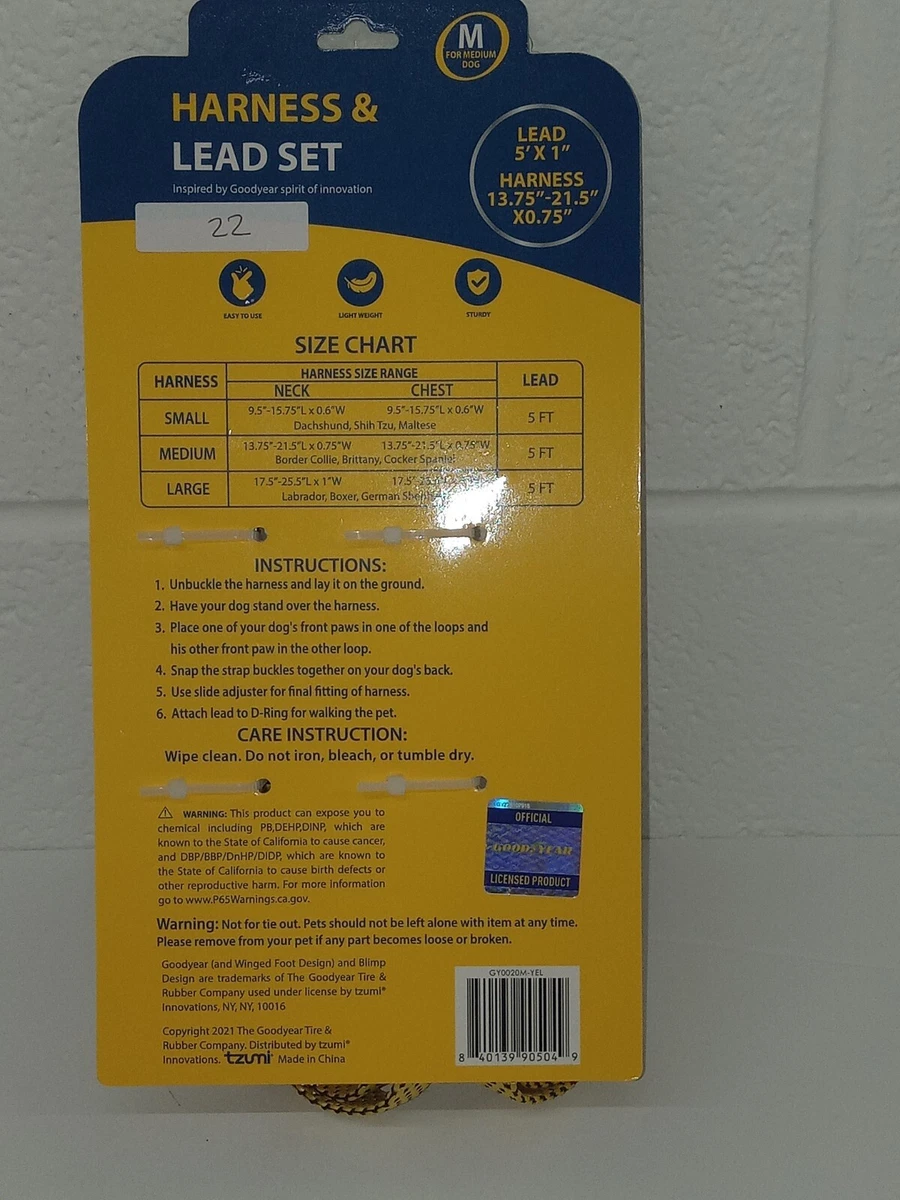 M
FOR MEDIUM
DOG
HARNESS &
LEAD SET
Inspired by Goodyear spirit of innovation
LEAD
5'X 1"
HARNESS
13.75"-21.5"
X0.75"
22
EASY TO USE
LIGHT WEIGHT
STURDY
SIZE CHART
HARNESS
HARNESS SIZE RANGE
NECK CHEST
LEAD
SMALL
9.5"-15.75"L x 0.6"W 9.5"-15.75"L x 0.6"W
Dachshund, Shih Tzu, Maltese
5 FT
MEDIUM
13.75"-21.5"L x 0.75"W 13.75"-21.5"L x 0.75"W
Border Collie, Brittany, Cocker Spaniel
5 FT
LARGE
17.5"-25.5"L x 1"W
Labrador, Boxer, German
5 FT
INSTRUCTIONS:
1. Unbuckle the harness and lay it on the ground.
2. Have your dog stand over the harness.
3. Place one of your dog's front paws in one of the loops and
his other front paw in the other loop.
4. Snap the strap buckles together on your dog's back.
5. Use slide adjuster for final fitting of harness.
6. Attach lead to D-Ring for walking the pet.
CARE INSTRUCTION:
Wipe clean. Do not iron, bleach, or tumble dry.
⚠ WARNING: This product can expose you to
chemical including PB,DEHP,DINP, which are
known to the State of California to cause cancer,
and DBP/BBP/DnHP/DIDP, which are known to
the State of California to cause birth defects or
other reproductive harm. For more information
go to www.P65Warnings.ca.gov.
OFFICIAL
GOODYEAR
LICENSED PRODUCT
Warning: Not for tie out. Pets should not be left alone with item at any time.
Please remove from your pet if any part becomes loose or broken.
Goodyear (and Winged Foot Design) and Blimp
Design are trademarks of The Goodyear Tire &
Rubber Company used under license by tzumi®
Innovations, NY, NY, 10016
Copyright 2021 The Goodyear Tire &
Rubber Company. Distributed by tzumi®
Innovations. tzumi® Made in China
GY0020M-YEL
8 40139 90504 9